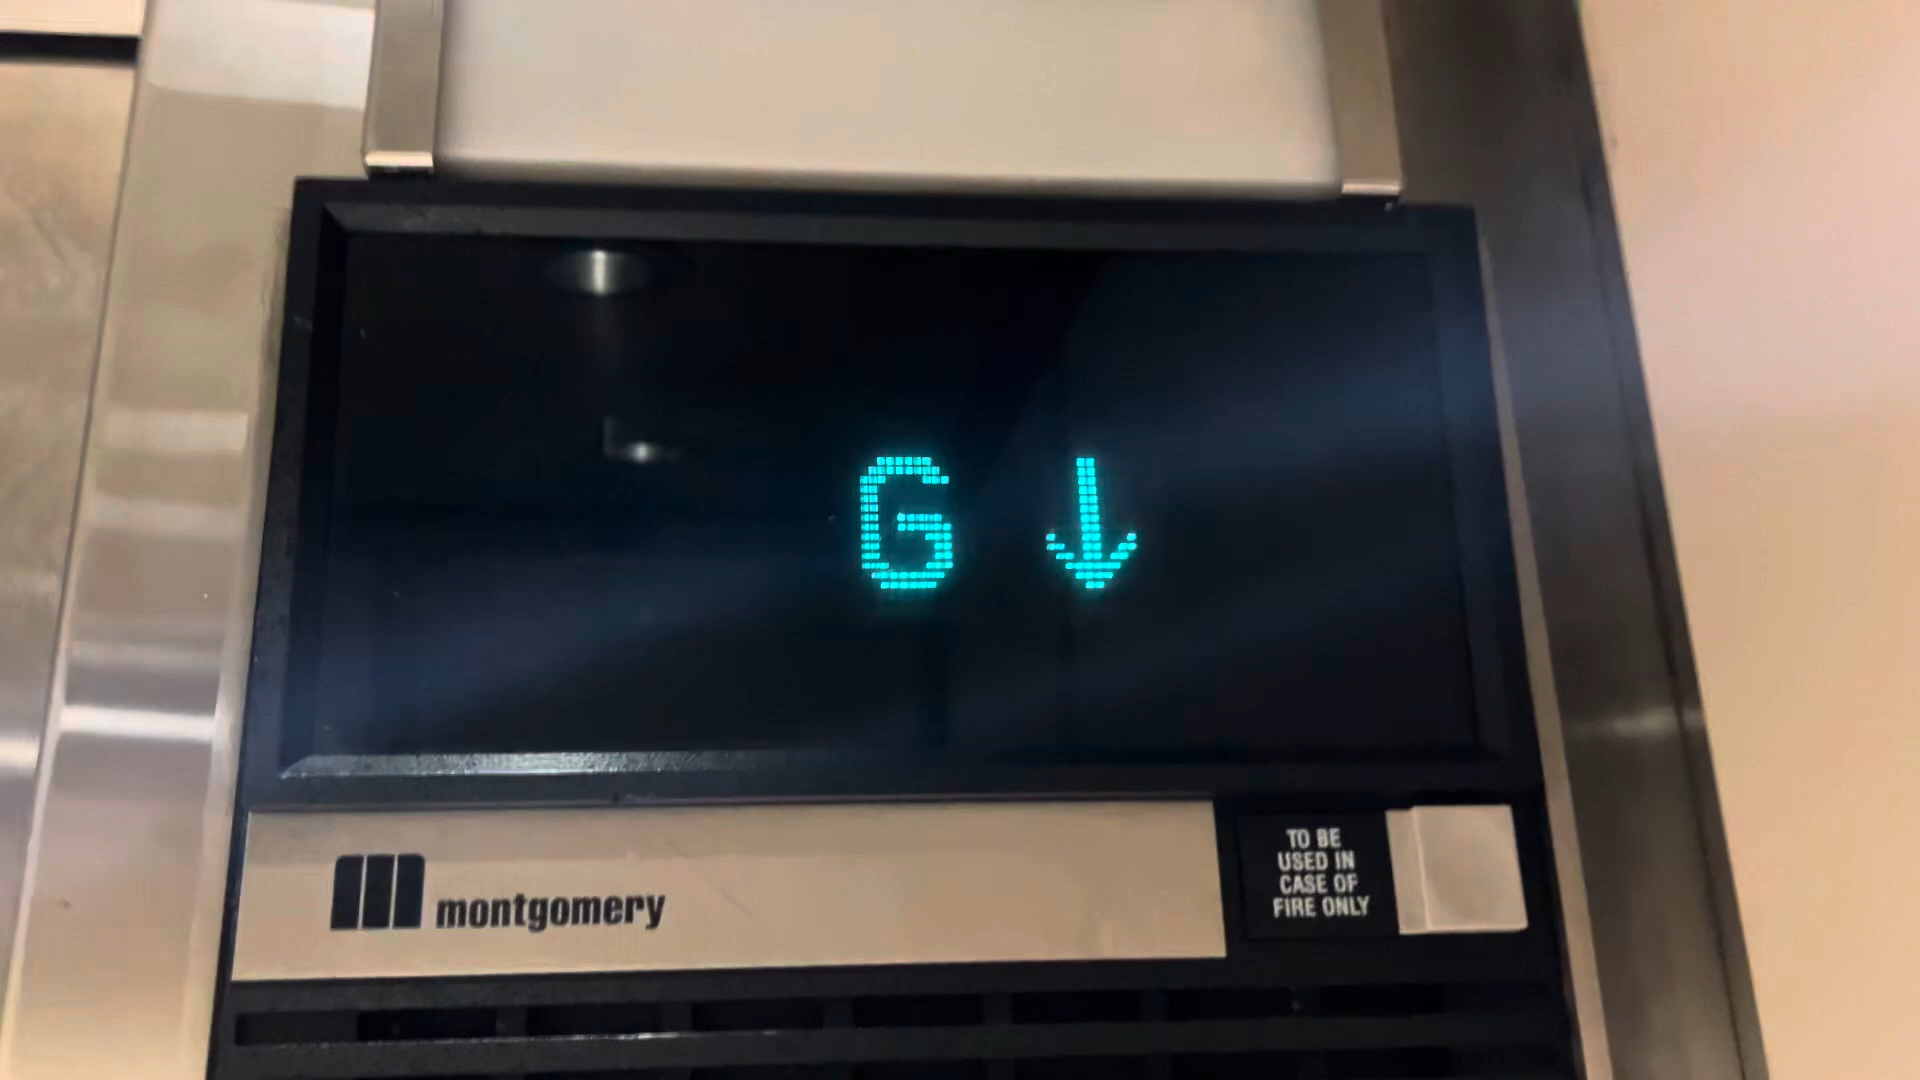 G ↓
montgomery
TO BE
USED IN
CASE OF
FIRE ONLY